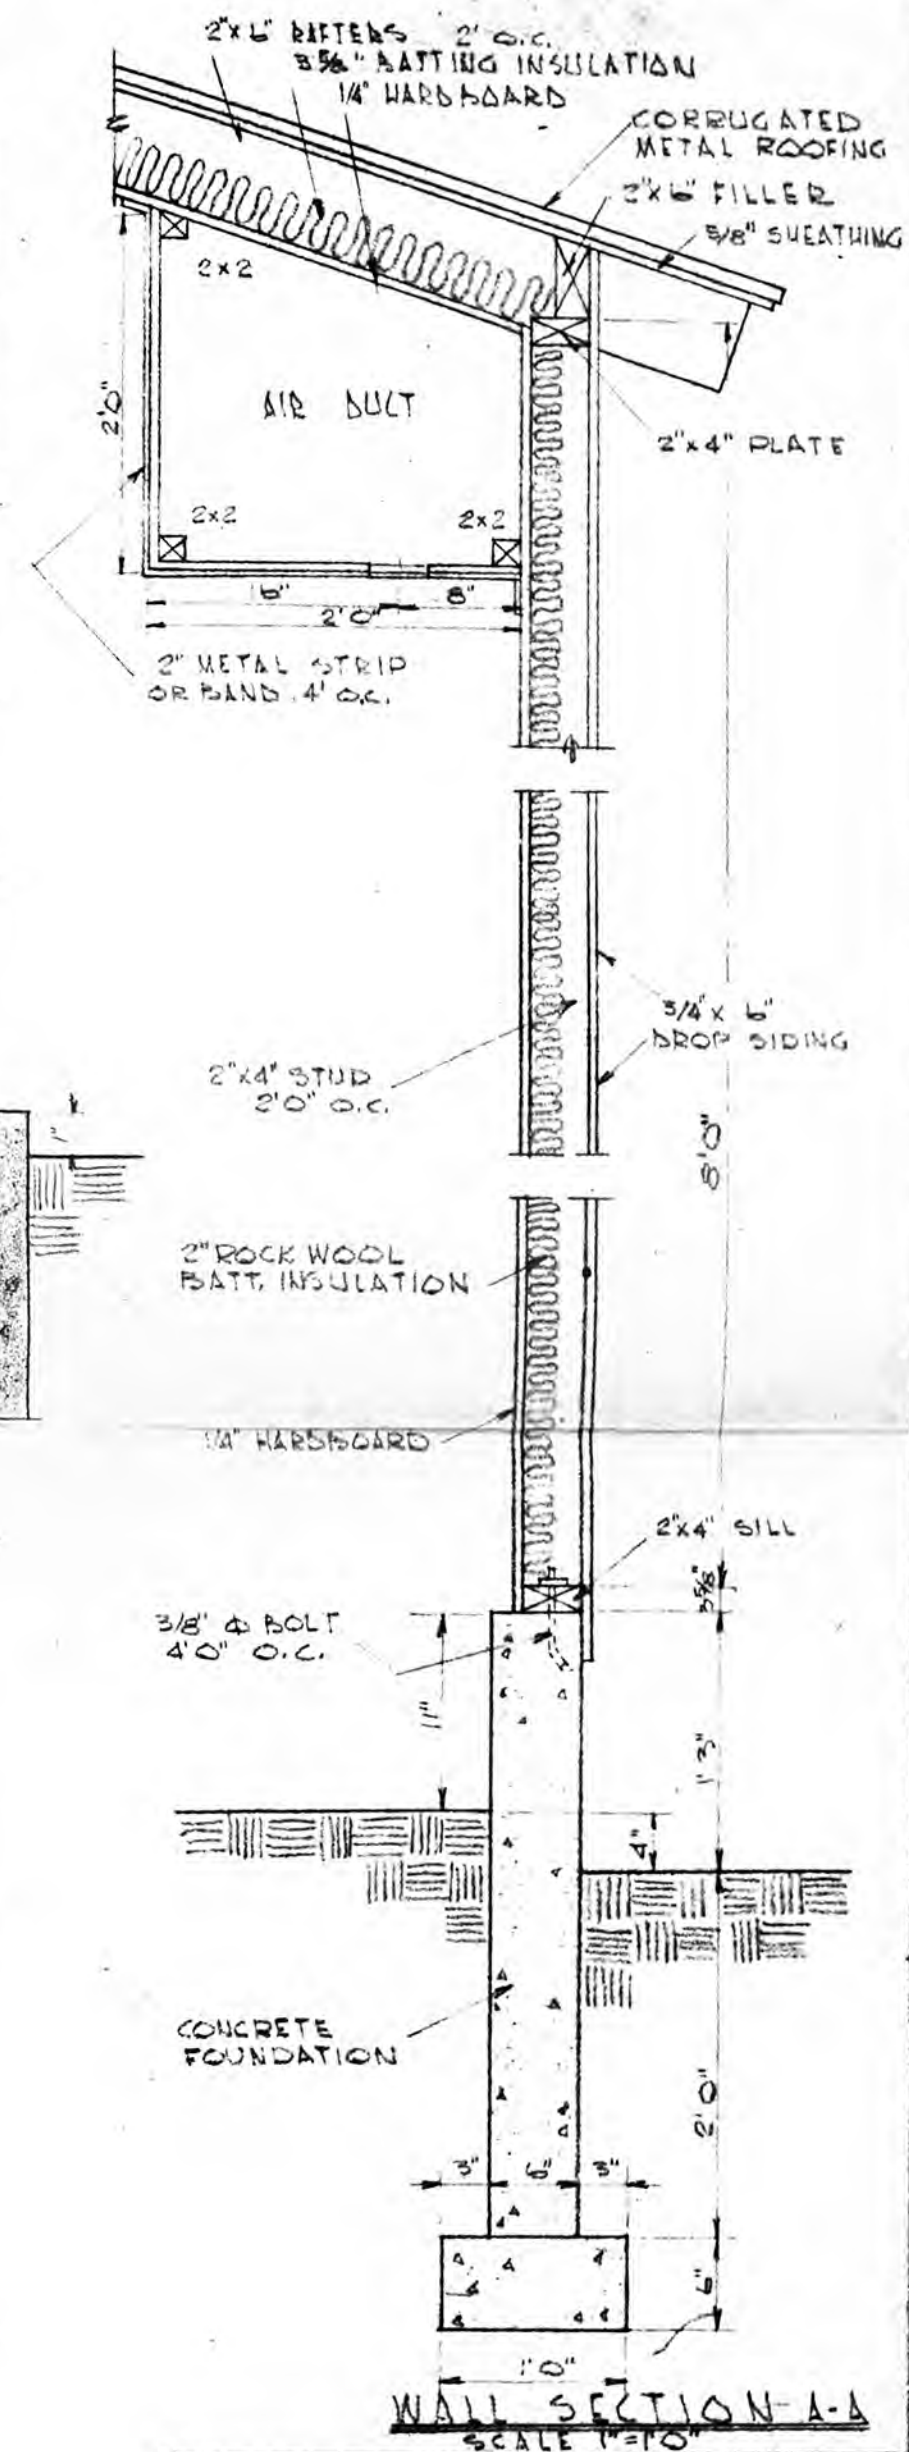 2"x6" RAFTERS 2' O.C.
3 5/8" BATTING INSULATION
1/4" HARDBOARD
CORRUGATED
METAL ROOFING
2"x6" FILLER
5/8" SHEATHING
2x2
2'0"
AIR DUCT
2"x4" PLATE
2x2
2x2
16"
8"
2'0"
2" METAL STRIP
OR BAND 4' O.C.
3/4" x 6"
DROP SIDING
2"x4" STUD
2'0" O.C.
8'0"
2" ROCK WOOL
BATT. INSULATION
1/4" HARDBOARD
2"x4" SILL
3 5/8"
3/8" Φ BOLT
4'0" O.C.
11"
1'3"
4"
CONCRETE
FOUNDATION
2'0"
3"
6"
3"
6"
1'0"
WALL SECTION A-A
SCALE 1"=1'0"